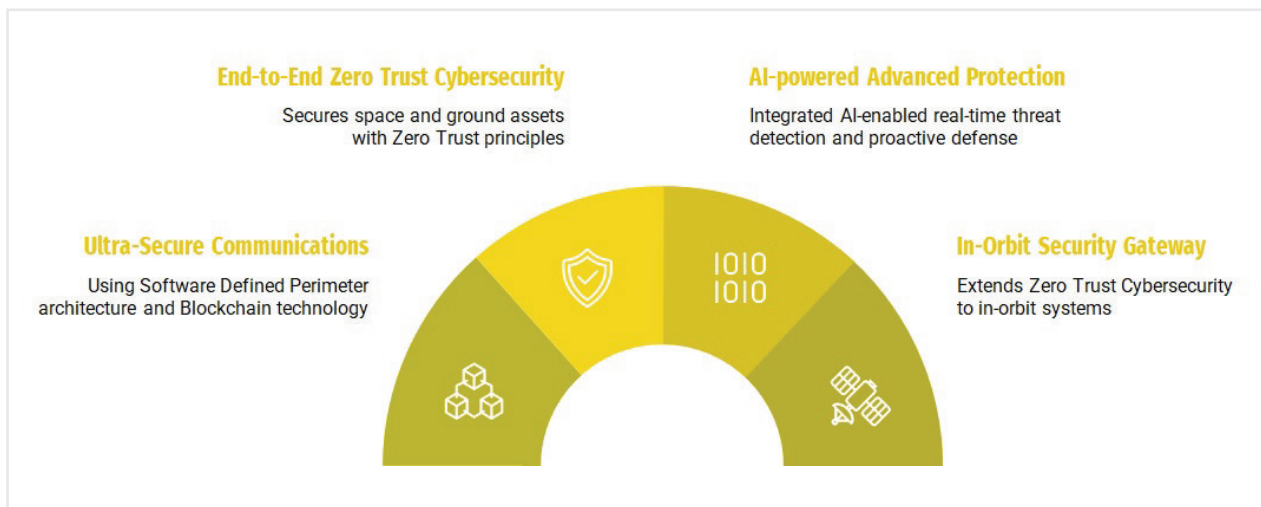 End-to-End Zero Trust Cybersecurity
Secures space and ground assets
with Zero Trust principles
AI-powered Advanced Protection
Integrated AI-enabled real-time threat
detection and proactive defense
Ultra-Secure Communications
Using Software Defined Perimeter
architecture and Blockchain technology
In-Orbit Security Gateway
Extends Zero Trust Cybersecurity
to in-orbit systems
1010
1010